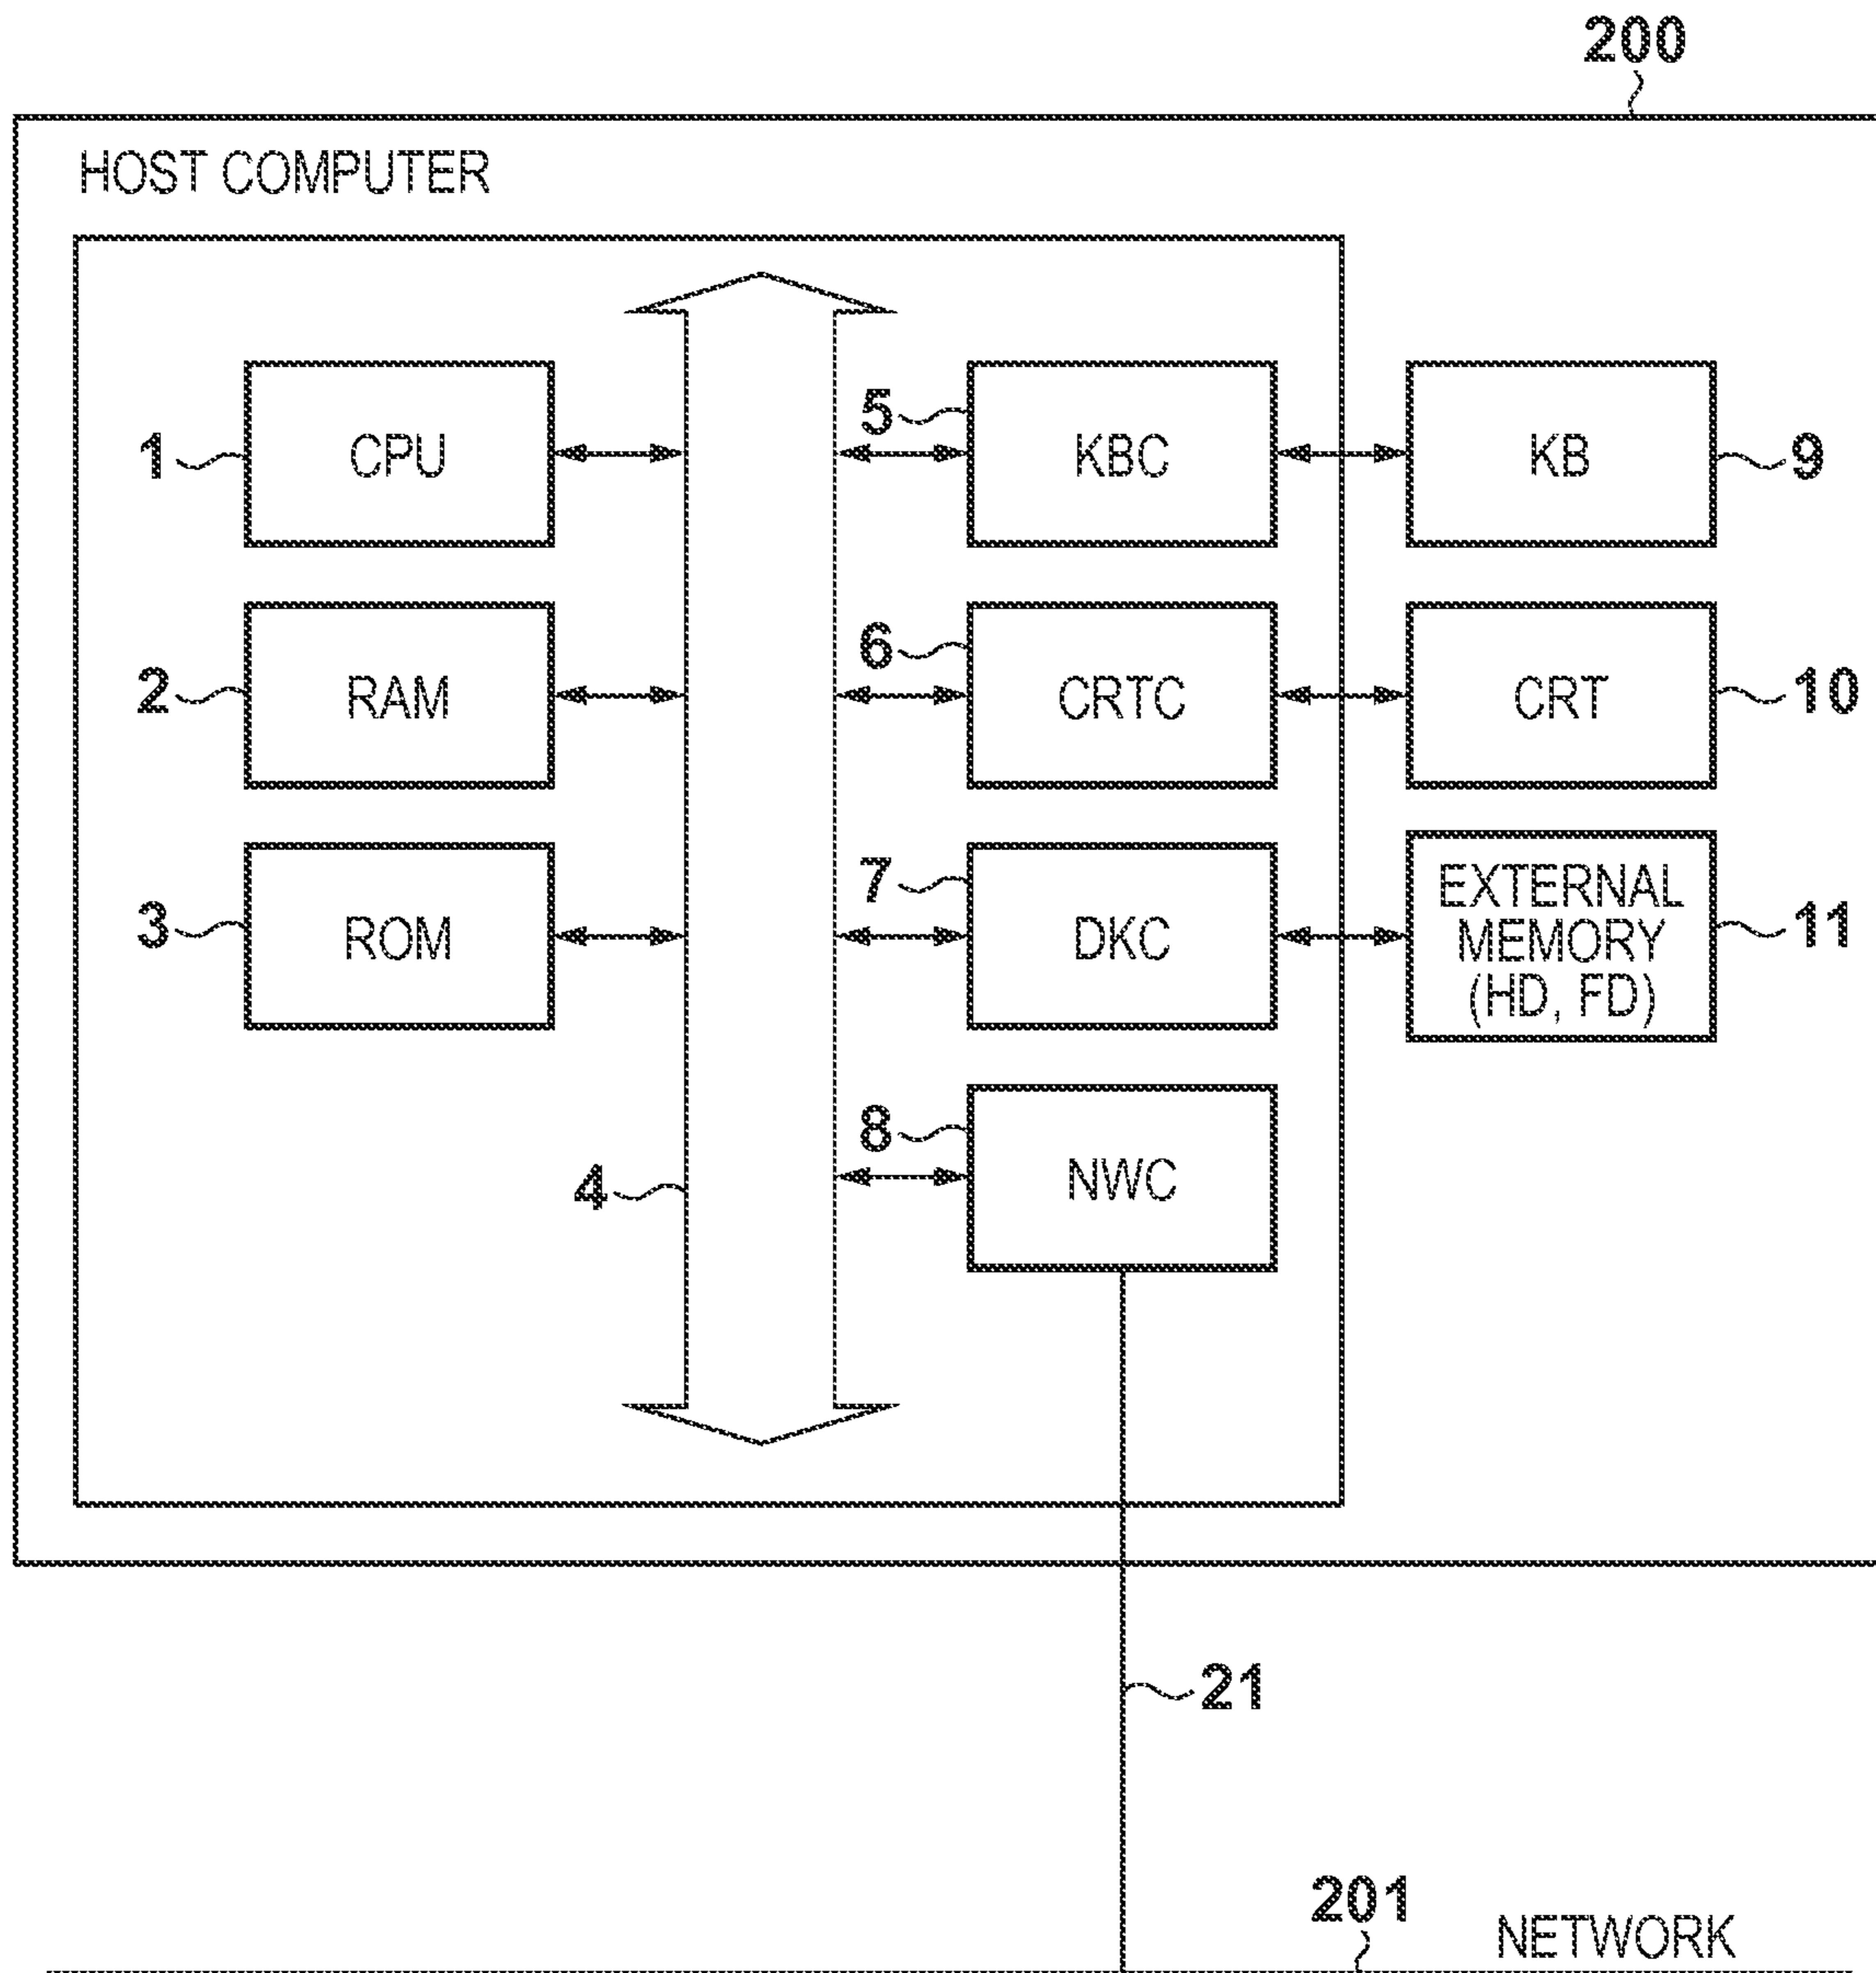 200
HOST COMPUTER
1
CPU
5
KBC
KB
9
2
RAM
6
CRTC
CRT
10
3
ROM
7
DKC
EXTERNAL
MEMORY
(HD, FD)
11
4
8
NWC
21
201
NETWORK